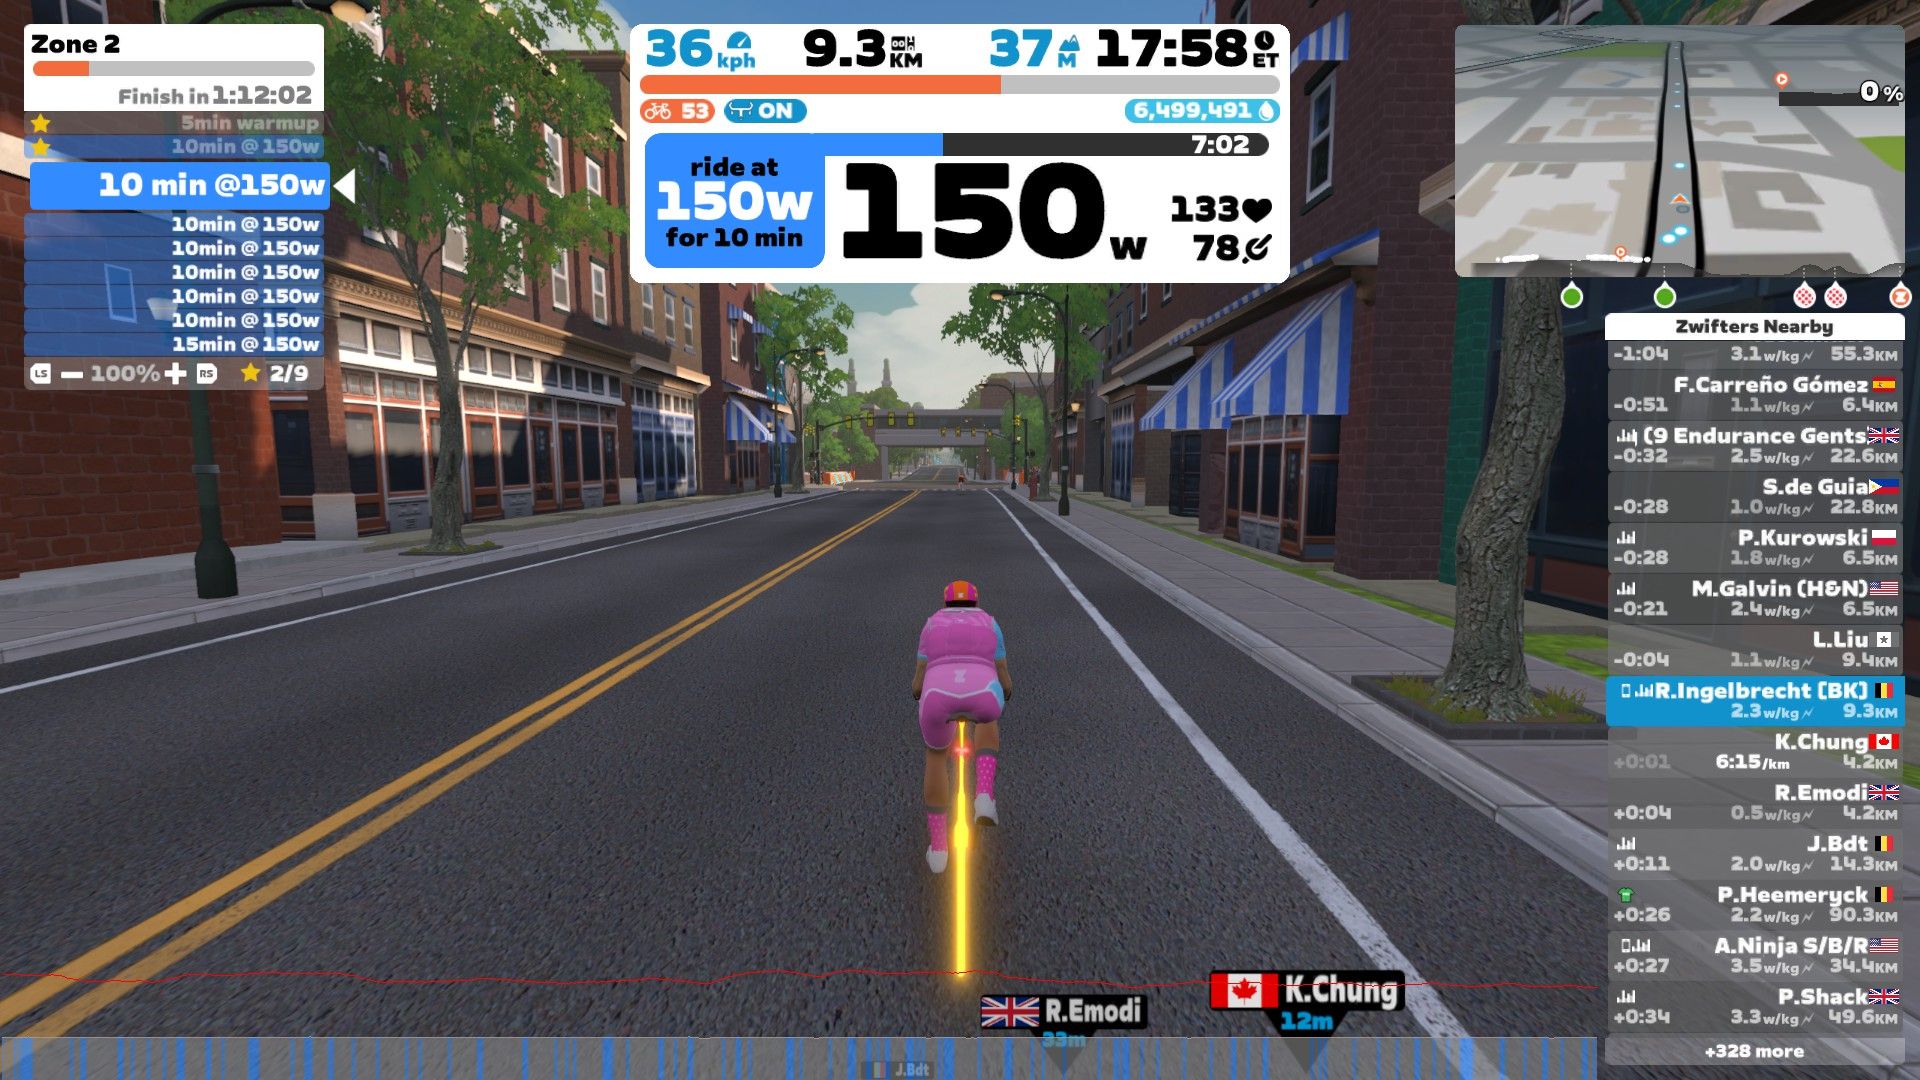 Zone 2
Finish in 1:12:02
5min warmup
10min @ 150w
10 min @150w
10min @ 150w
10min @ 150w
10min @ 150w
10min @ 150w
10min @ 150w
15min @ 150w
LS — 100% + RS 2/9
36 kph 9.3 KM 37 M 17:58 ET
53 ON 6,499,491
7:02
ride at
150w
for 10 min
150 w
133
78
0 %
Zwifters Nearby
-1:04 3.1 w/kg 55.3 KM
F.Carreño Gómez
-0:51 1.1 w/kg 6.4 KM
(9 Endurance Gents
-0:32 2.5 w/kg 22.6 KM
S.de Guia
-0:28 1.0 w/kg 22.8 KM
P.Kurowski
-0:28 1.8 w/kg 6.5 KM
M.Galvin (H&N)
-0:21 2.4 w/kg 6.5 KM
L.Liu
-0:04 1.1 w/kg 9.4 KM
R.Ingelbrecht (BK)
2.3 w/kg 9.3 KM
K.Chung
+0:01 6:15 /km 4.2 KM
R.Emodi
+0:04 0.5 w/kg 4.2 KM
J.Bdt
+0:11 2.0 w/kg 14.3 KM
P.Heemeryck
+0:26 2.2 w/kg 90.3 KM
A.Ninja S/B/R
+0:27 3.5 w/kg 34.4 KM
P.Shack
+0:34 3.3 w/kg 49.6 KM
+328 more
Z
K.Chung
12m
R.Emodi
33m
J.Bdt